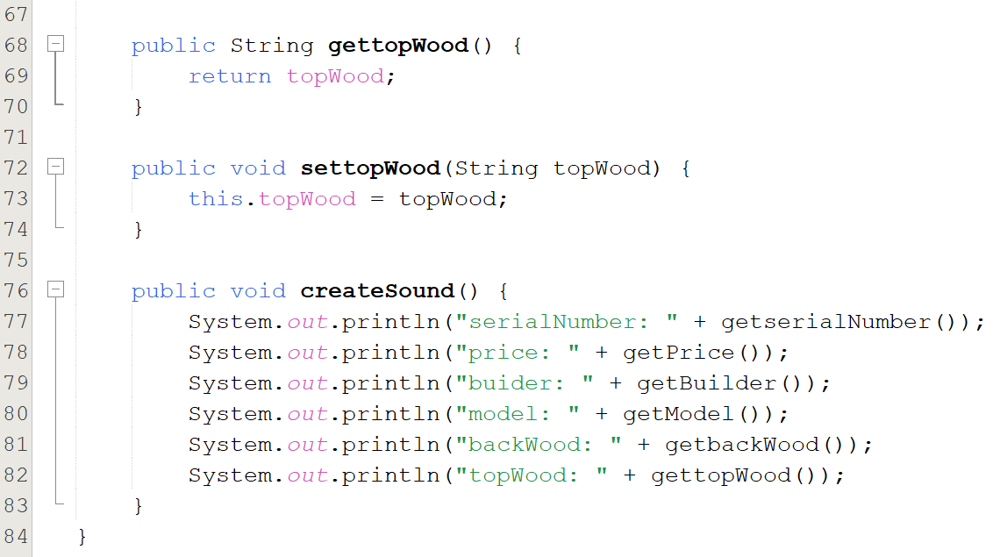 67
68 public String gettopWood() {
69 return topWood;
70 }
71
72 public void settopWood(String topWood) {
73 this.topWood = topWood;
74 }
75
76 public void createSound() {
77 System.out.println("serialNumber: " + getserialNumber());
78 System.out.println("price: " + getPrice());
79 System.out.println("buider: " + getBuilder());
80 System.out.println("model: " + getModel());
81 System.out.println("backWood: " + getbackWood());
82 System.out.println("topWood: " + gettopWood());
83 }
84 }